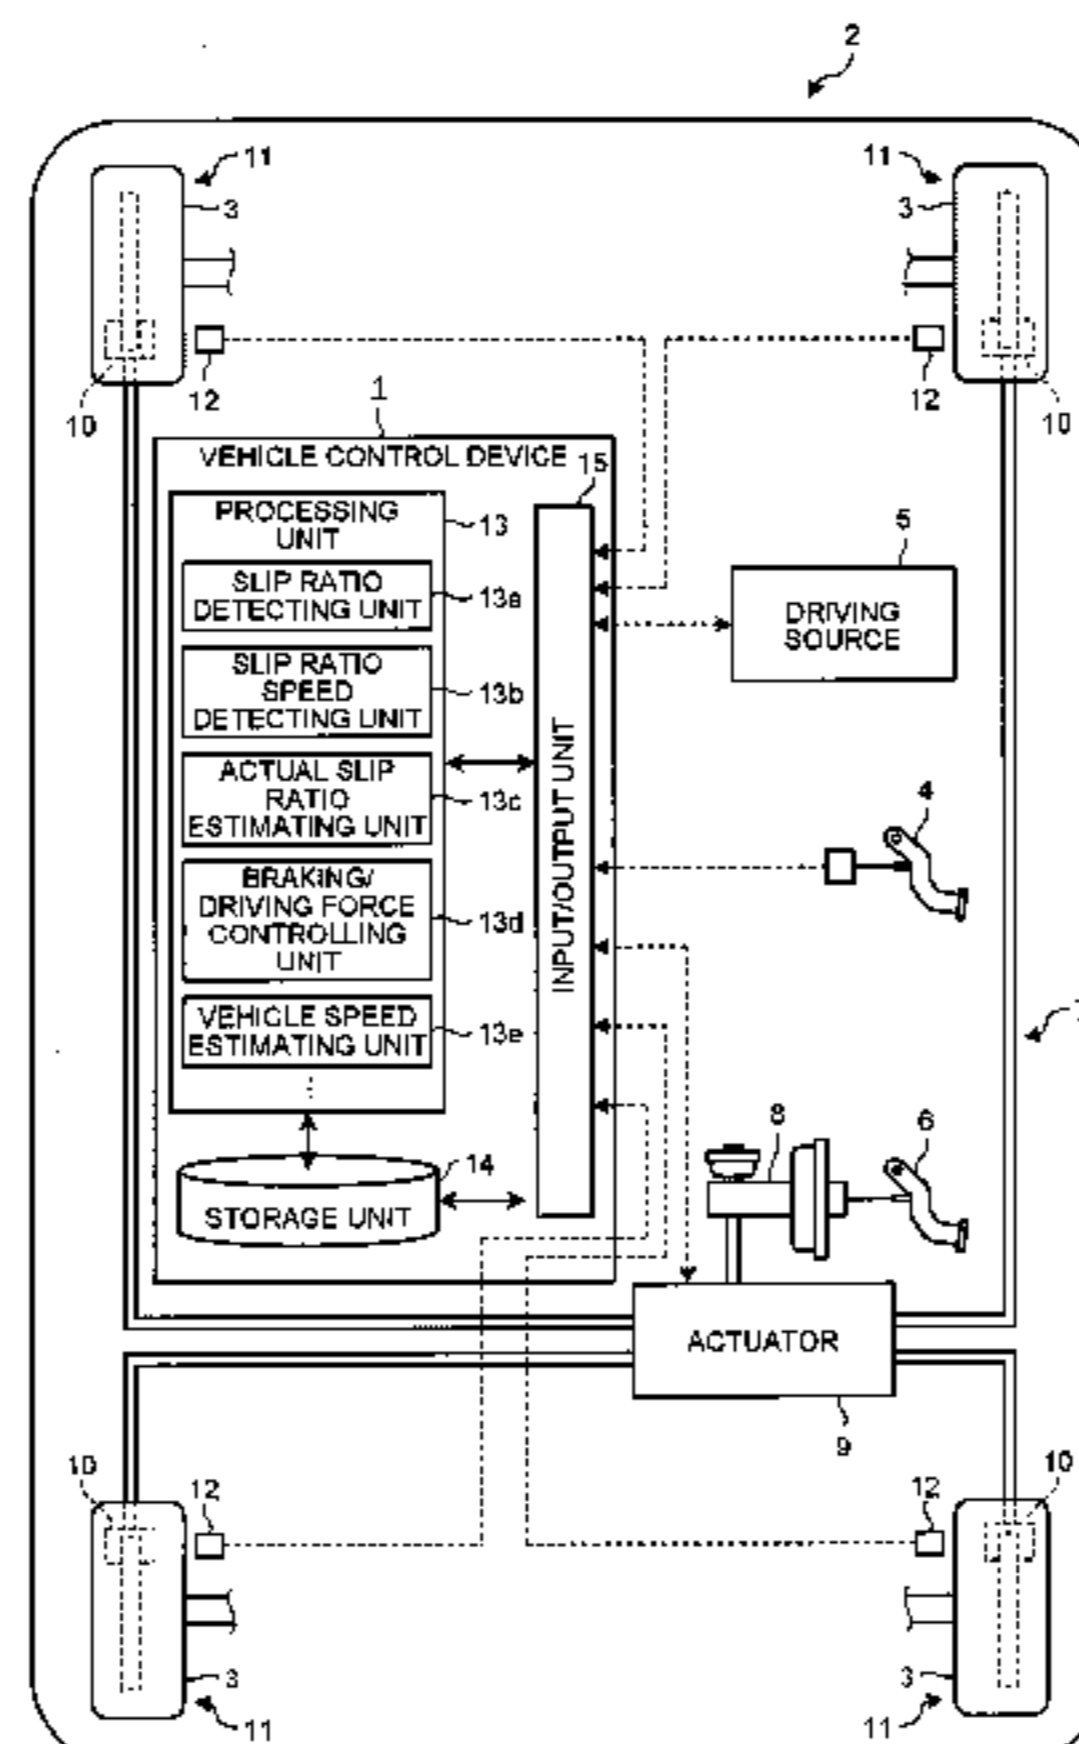 2
11
11
3
3
12
12
10
10
1
VEHICLE CONTROL DEVICE
15
PROCESSING
UNIT
13
5
SLIP RATIO
DETECTING UNIT
13a
DRIVING
SOURCE
SLIP RATIO
SPEED
DETECTING UNIT
13b
ACTUAL SLIP
RATIO
ESTIMATING UNIT
13c
4
INPUT/OUTPUT UNIT
BRAKING/
DRIVING FORCE
CONTROLLING
UNIT
13d
VEHICLE SPEED
ESTIMATING UNIT
13e
8
6
14
STORAGE UNIT
ACTUATOR
9
10
10
12
12
3
3
11
11